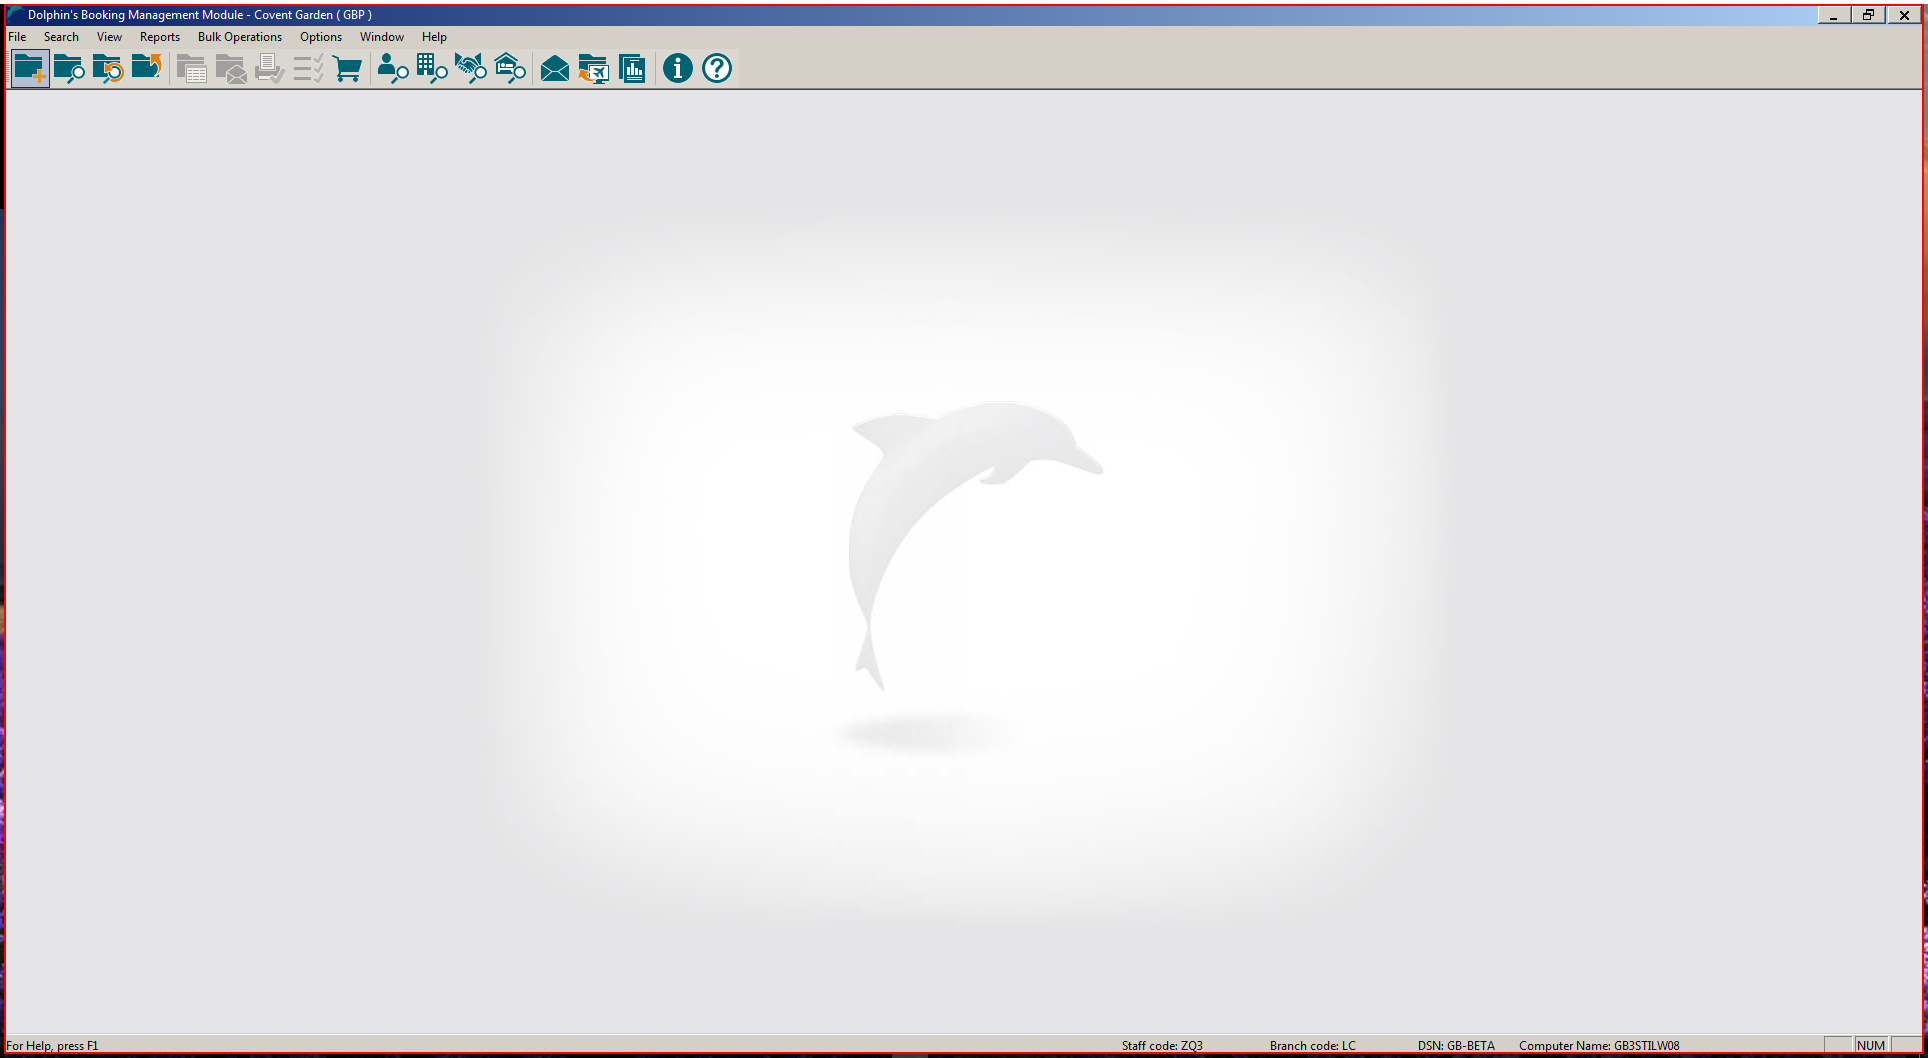 Dolphin's Booking Management Module - Covent Garden ( GBP )
File Search View Reports Bulk Operations Options Window Help
For Help, press F1 Staff code: ZQ3 Branch code: LC DSN: GB-BETA Computer Name: GB3STILW08 NUM